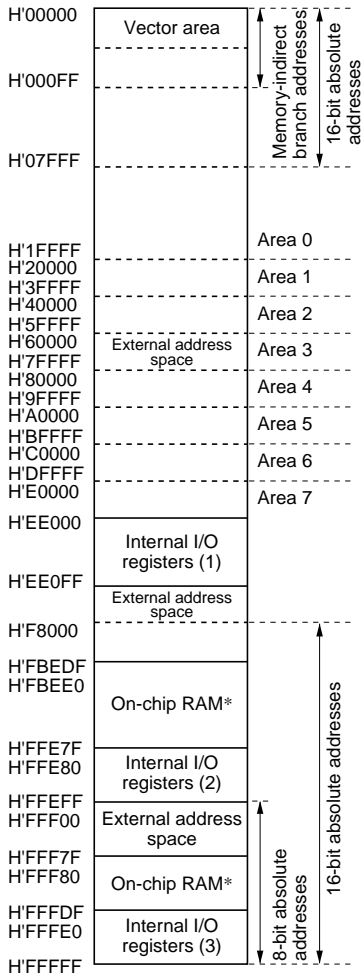 H'00000
Vector area
H'000FF
Memory-indirect
branch addresses
16-bit absolute
addresses
H'07FFF
H'1FFFF
Area 0
H'20000
Area 1
H'3FFFF
H'40000
Area 2
H'5FFFF
H'60000
External address
space
Area 3
H'7FFFF
H'80000
Area 4
H'9FFFF
H'A0000
Area 5
H'BFFFF
H'C0000
Area 6
H'DFFFF
H'E0000
Area 7
H'EE000
Internal I/O
registers (1)
H'EE0FF
External address
space
H'F8000
H'FBEDF
H'FBEE0
On-chip RAM*
H'FFE7F
H'FFE80
Internal I/O
registers (2)
H'FFEFF
H'FFF00
External address
space
H'FFF7F
H'FFF80
On-chip RAM*
H'FFFDF
H'FFFE0
Internal I/O
registers (3)
H'FFFFF
8-bit absolute
addresses
16-bit absolute addresses